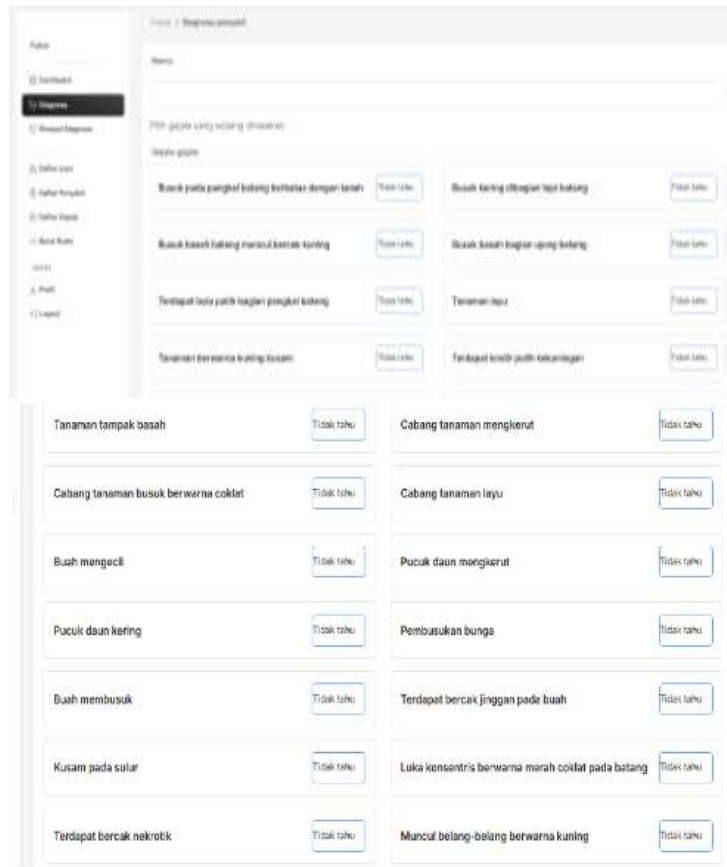 Pakar
Dashboard
Diagnosa
Riwayat Diagnosa
Daftar Penyakit
Daftar Gejala
Profil
Logout
Home / Diagnosa penyakit
Nama
Pilih gejala yang sedang dirasakan
Gejala-gejala
Busuk pada pangkal batang berbatas dengan tanah Tidak tahu
Busuk kering dibagian tepi batang Tidak tahu
Busuk basah batang muncul bercak kuning Tidak tahu
Busuk basah bagian ujung batang Tidak tahu
Terdapat bulu putih bagian pangkal batang Tidak tahu
Tanaman layu Tidak tahu
Tanaman berwarna kuning kusam Tidak tahu
Terdapat lendir putih kekuningan Tidak tahu
Tanaman tampak basah Tidak tahu
Cabang tanaman mengkerut Tidak tahu
Cabang tanaman busuk berwarna coklat Tidak tahu
Cabang tanaman layu Tidak tahu
Buah mengecil Tidak tahu
Pucuk daun mengkerut Tidak tahu
Pucuk daun kering Tidak tahu
Pembusukan bunga Tidak tahu
Buah membusuk Tidak tahu
Terdapat bercak jinggan pada buah Tidak tahu
Kusam pada sulur Tidak tahu
Luka konsentris berwarna merah coklat pada batang Tidak tahu
Terdapat bercak nekrotik Tidak tahu
Muncul belang-belang berwarna kuning Tidak tahu